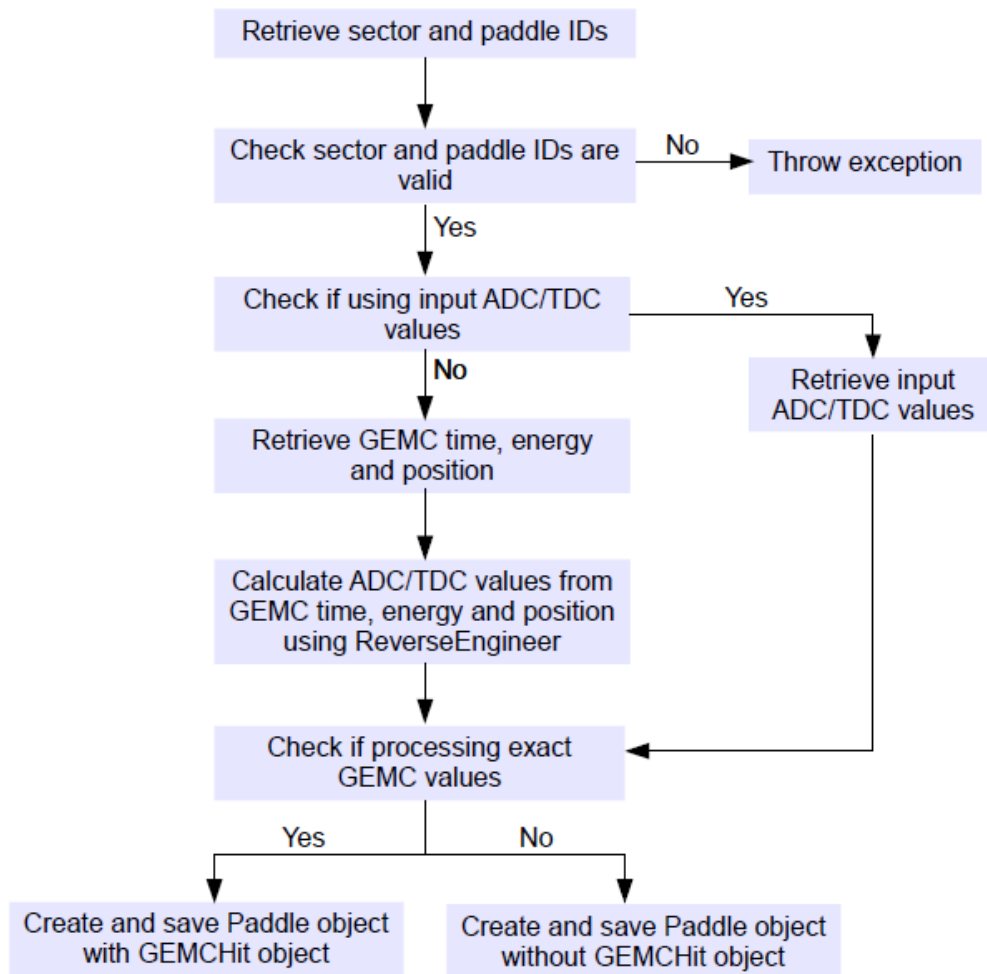 Retrieve sector and paddle IDs
Check sector and paddle IDs are
valid
No
Throw exception
Yes
Check if using input ADC/TDC
values
Yes
No
Retrieve input
ADC/TDC values
Retrieve GEMC time, energy
and position
Calculate ADC/TDC values from
GEMC time, energy and position
using ReverseEngineer
Check if processing exact
GEMC values
Yes
No
Create and save Paddle object
with GEMCHit object
Create and save Paddle object
without GEMCHit object